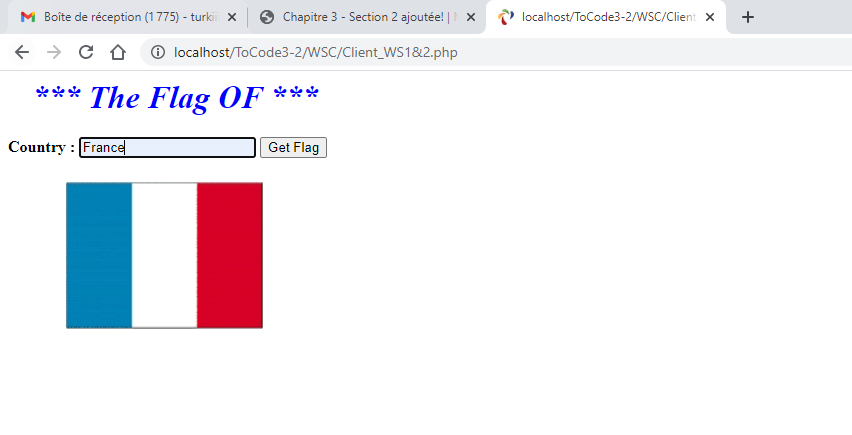 Boîte de réception (1 775) - turkii
Chapitre 3 - Section 2 ajoutée! |
localhost/ToCode3-2/WSC/Client
localhost/ToCode3-2/WSC/Client_WS1&2.php
*** The Flag OF ***
Country : France Get Flag